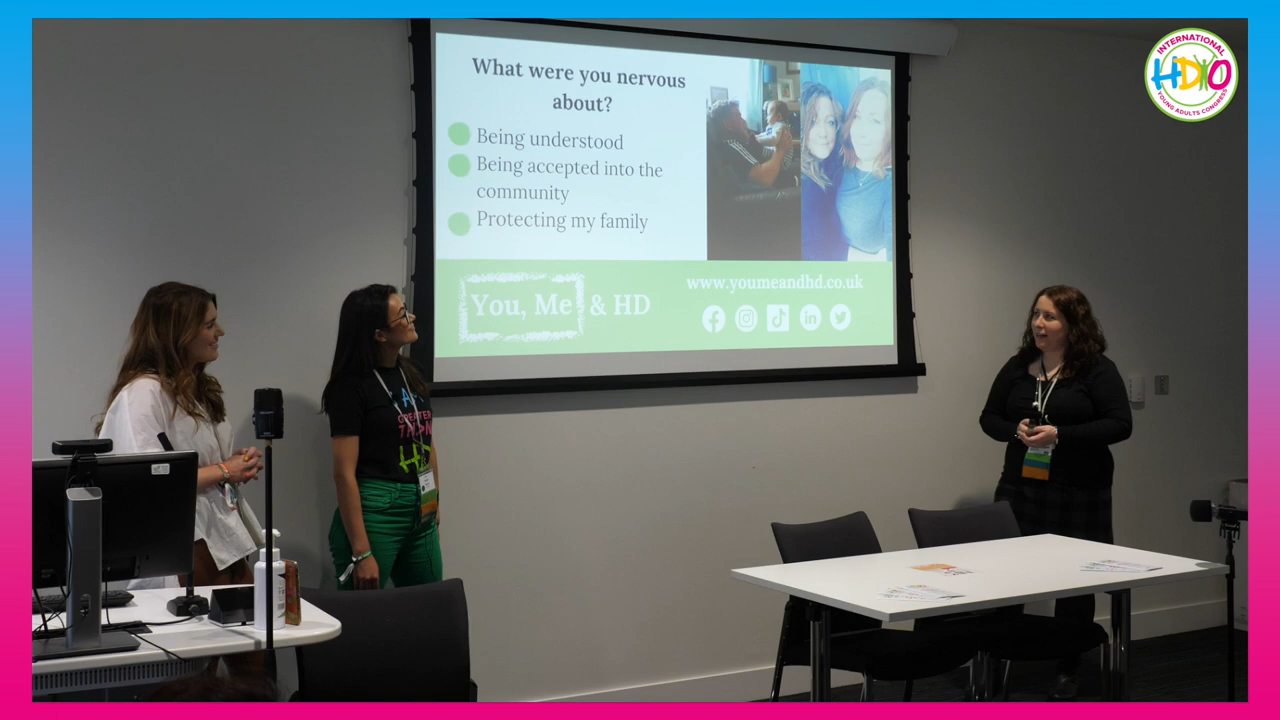 INTERNATIONAL
HDYO
YOUNG ADULTS CONGRESS
What were you nervous
about?
Being understood
Being accepted into the
community
Protecting my family
You, Me & HD
www.youmeandhd.co.uk